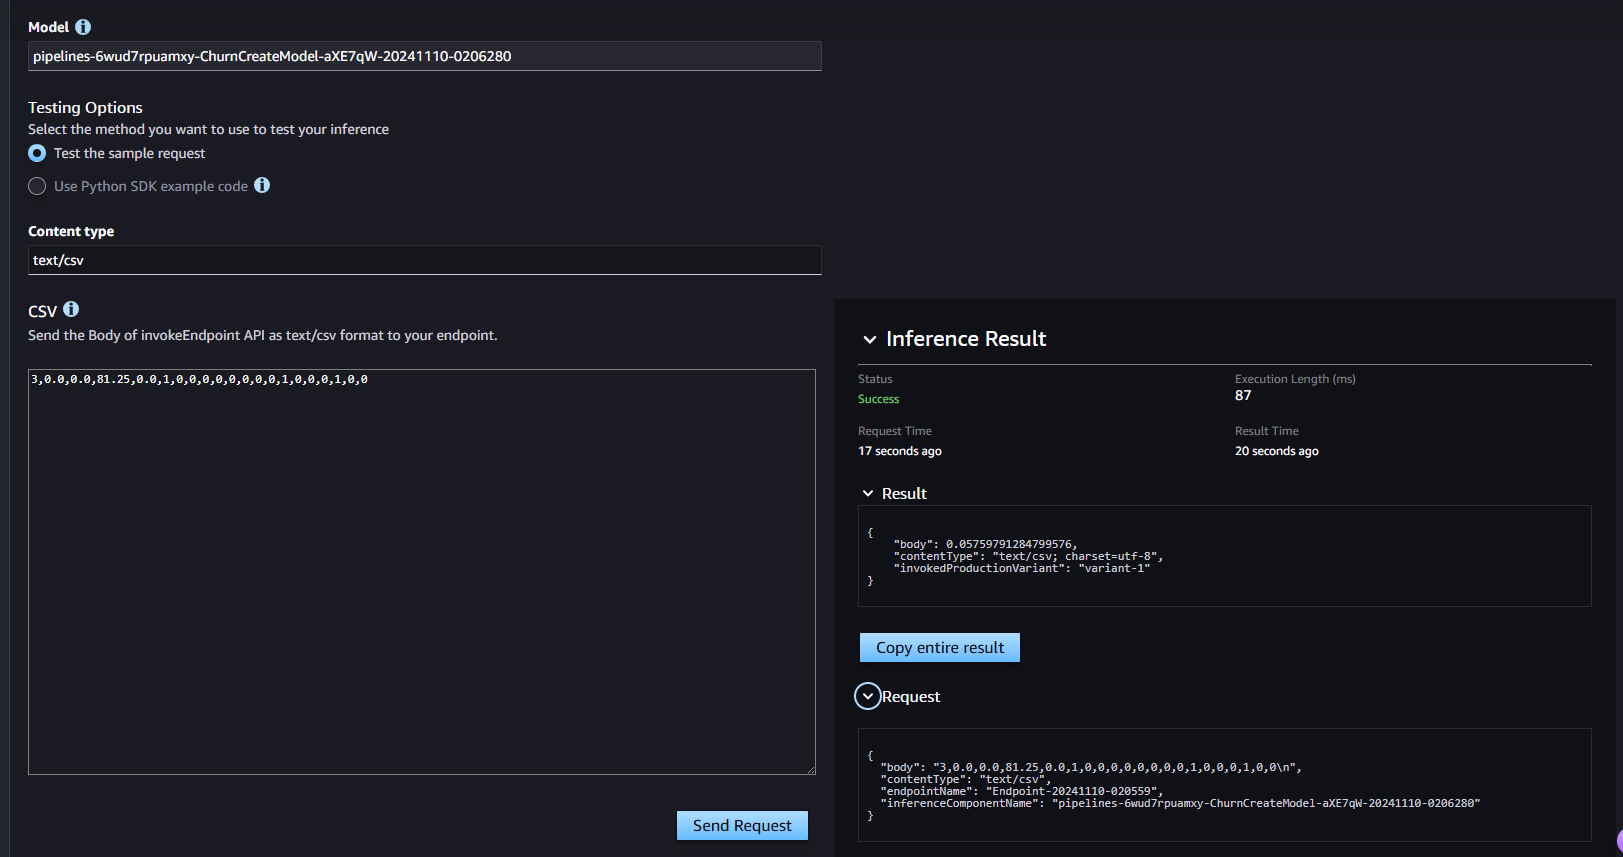 Model
pipelines-6wud7rpuamxy-ChurnCreateModel-aXE7qW-20241110-0206280
Testing Options
Select the method you want to use to test your inference
Test the sample request
Use Python SDK example code
Content type
text/csv
CSV
Send the Body of invokeEndpoint API as text/csv format to your endpoint.
3,0.0,0.0,81.25,0.0,1,0,0,0,0,0,0,0,0,1,0,0,0,1,0,0
Send Request
Inference Result
Status
Success
Execution Length (ms)
87
Request Time
17 seconds ago
Result Time
20 seconds ago
Result
{
"body": 0.05759791284799576,
"contentType": "text/csv; charset=utf-8",
"invokedProductionVariant": "variant-1"
}
Copy entire result
Request
{
"body": "3,0.0,0.0,81.25,0.0,1,0,0,0,0,0,0,0,0,1,0,0,0,1,0,0\n",
"contentType": "text/csv",
"endpointName": "Endpoint-20241110-020559",
"inferenceComponentName": "pipelines-6wud7rpuamxy-ChurnCreateModel-aXE7qW-20241110-0206280"
}